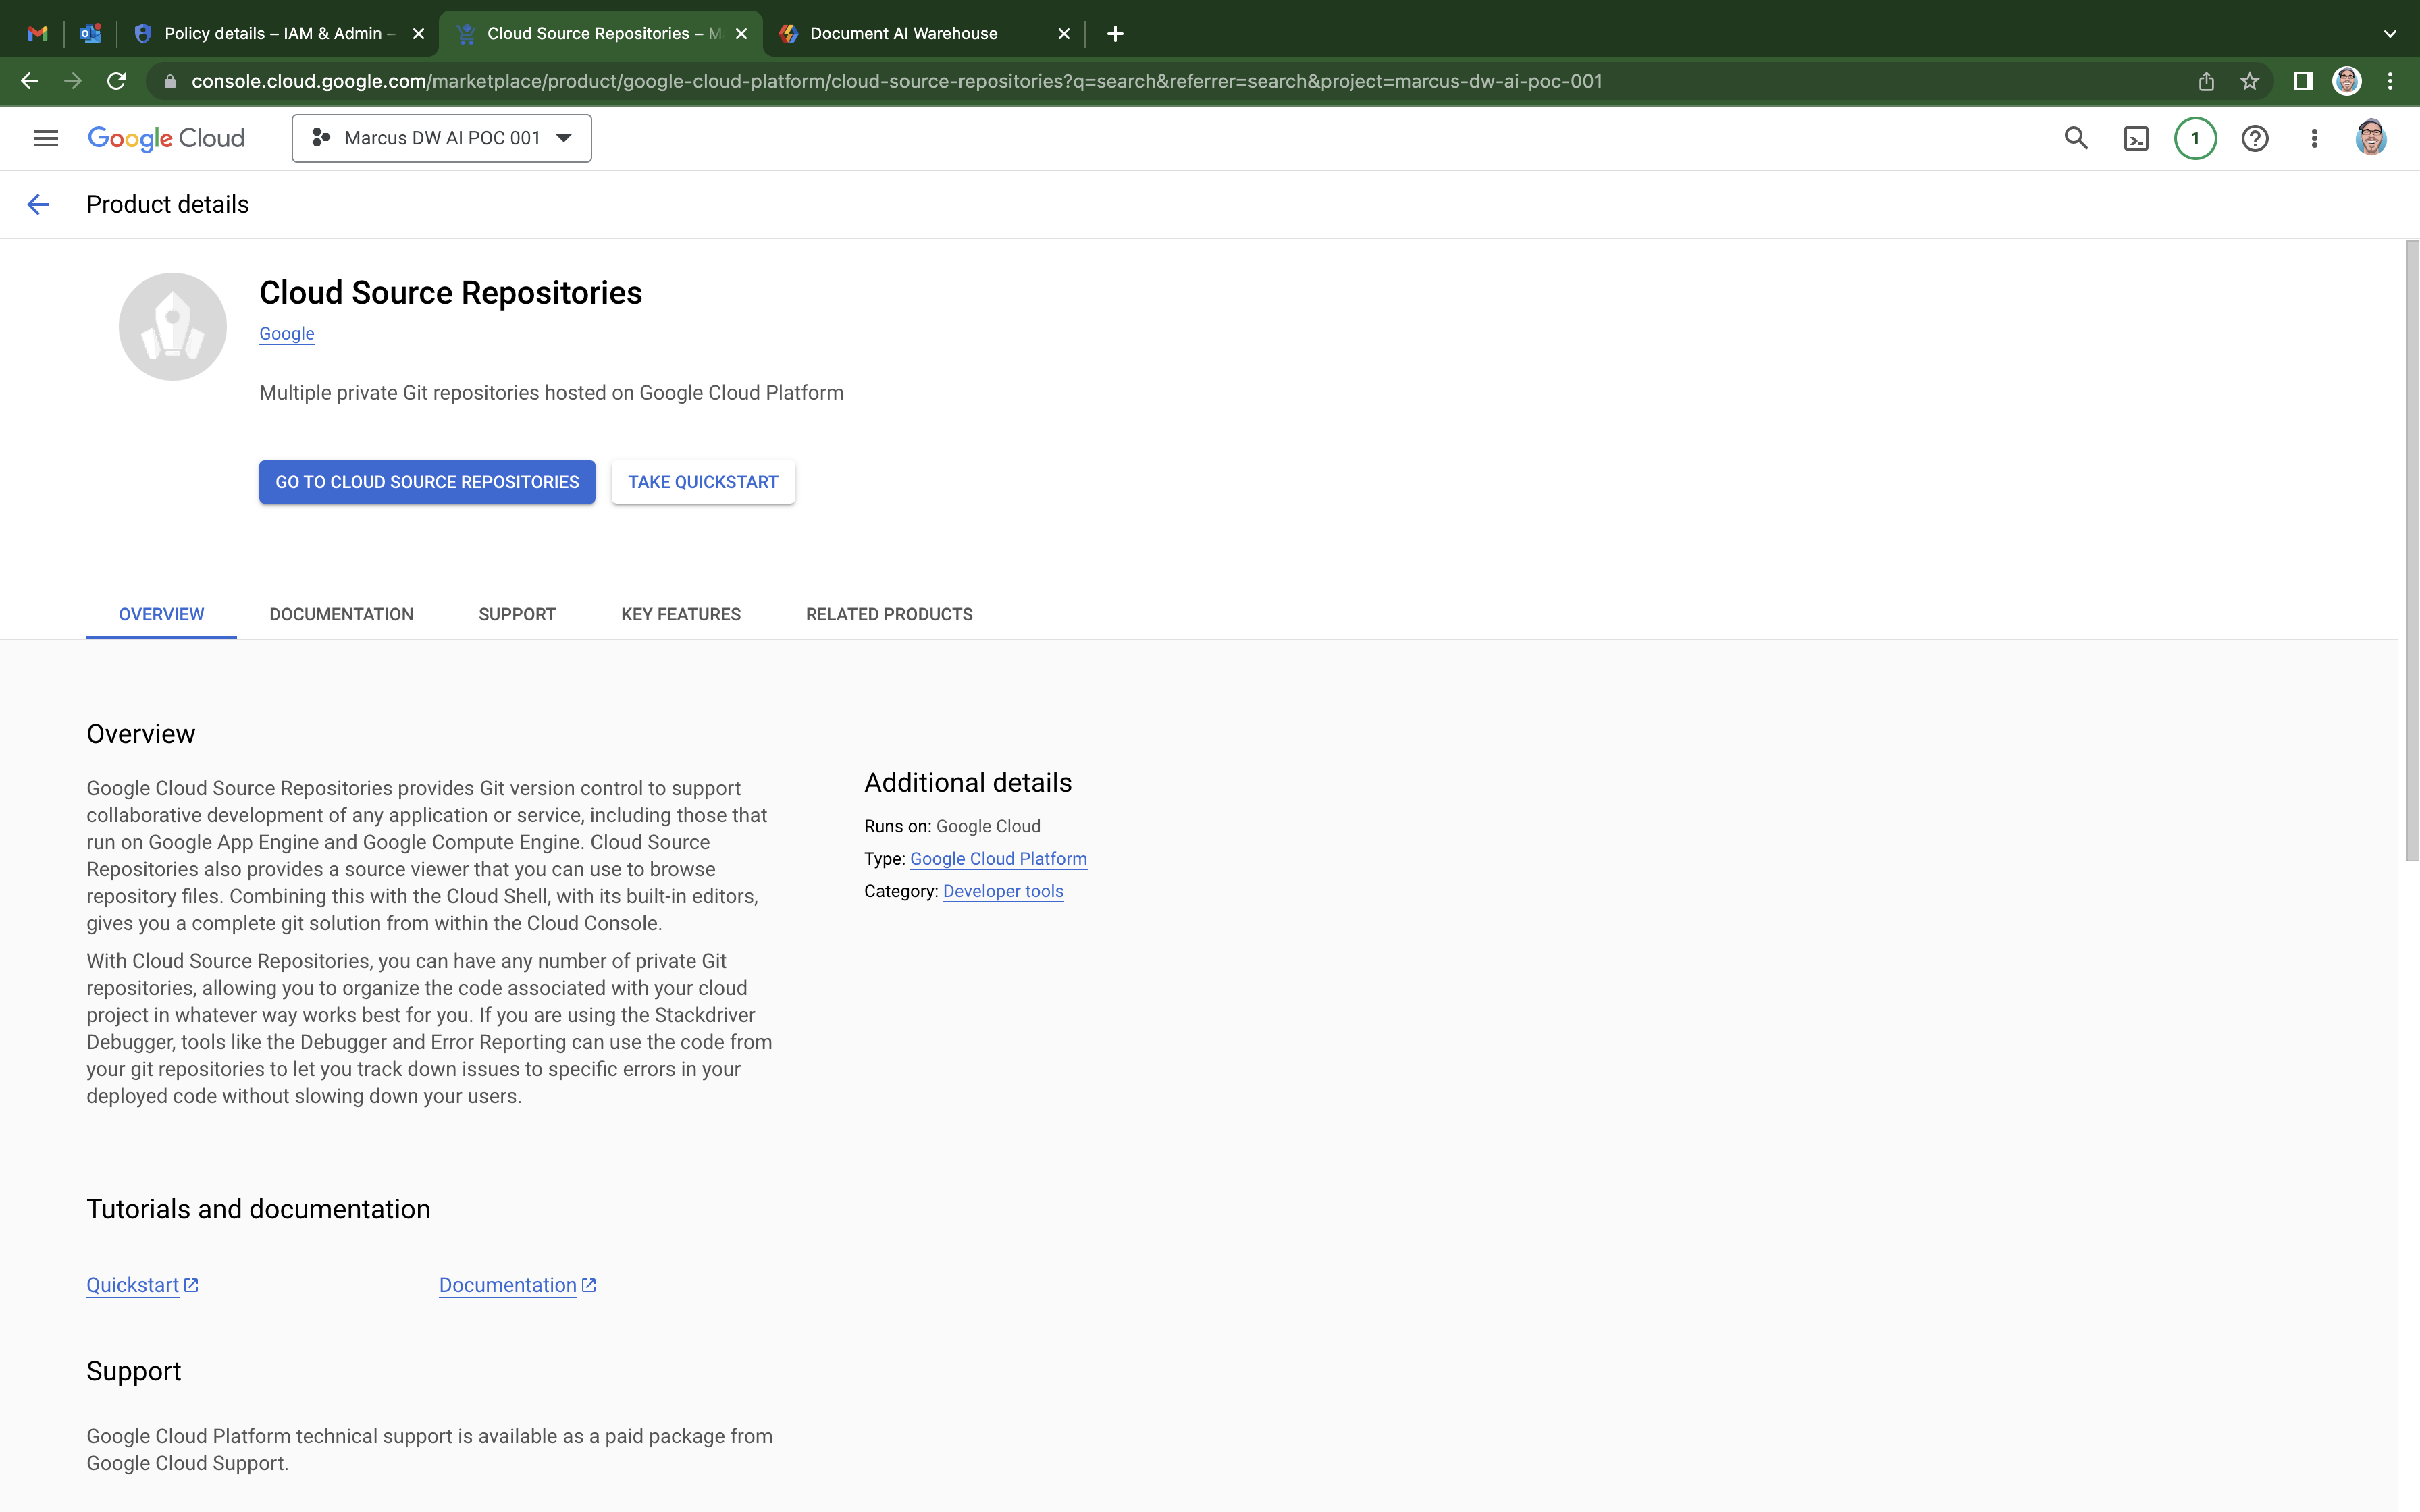 Policy details – IAM & Admin –
Cloud Source Repositories – M
Document AI Warehouse
console.cloud.google.com/marketplace/product/google-cloud-platform/cloud-source-repositories?q=search&referrer=search&project=marcus-dw-ai-poc-001
Google Cloud
Marcus DW AI POC 001
1
Product details
Cloud Source Repositories
Google
Multiple private Git repositories hosted on Google Cloud Platform
GO TO CLOUD SOURCE REPOSITORIES
TAKE QUICKSTART
OVERVIEW
DOCUMENTATION
SUPPORT
KEY FEATURES
RELATED PRODUCTS
Overview
Google Cloud Source Repositories provides Git version control to support
collaborative development of any application or service, including those that
run on Google App Engine and Google Compute Engine. Cloud Source
Repositories also provides a source viewer that you can use to browse
repository files. Combining this with the Cloud Shell, with its built-in editors,
gives you a complete git solution from within the Cloud Console.
With Cloud Source Repositories, you can have any number of private Git
repositories, allowing you to organize the code associated with your cloud
project in whatever way works best for you. If you are using the Stackdriver
Debugger, tools like the Debugger and Error Reporting can use the code from
your git repositories to let you track down issues to specific errors in your
deployed code without slowing down your users.
Additional details
Runs on: Google Cloud
Type: Google Cloud Platform
Category: Developer tools
Tutorials and documentation
Quickstart
Documentation
Support
Google Cloud Platform technical support is available as a paid package from
Google Cloud Support.